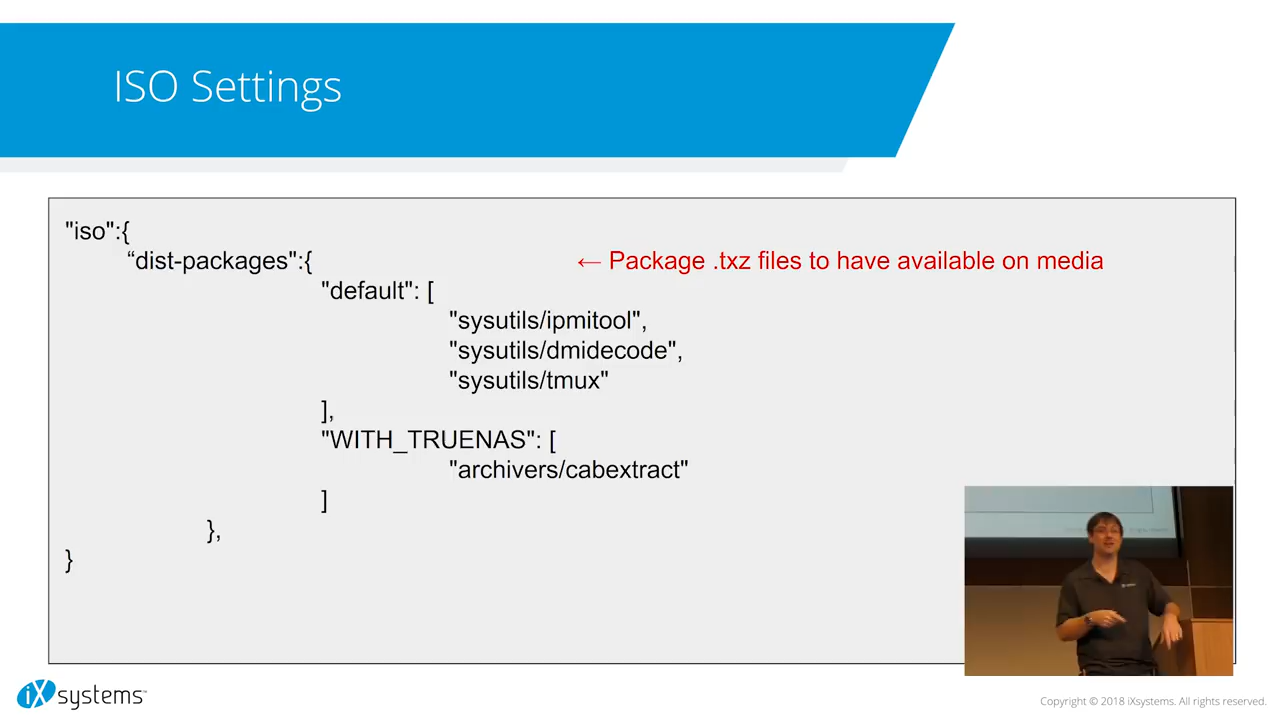 ISO Settings
"iso":{
“dist-packages":{ ← Package .txz files to have available on media
"default": [
"sysutils/ipmitool",
"sysutils/dmidecode",
"sysutils/tmux"
],
"WITH_TRUENAS": [
"archivers/cabextract"
]
},
}
iXsystems™
Copyright © 2018 iXsystems. All rights reserved.